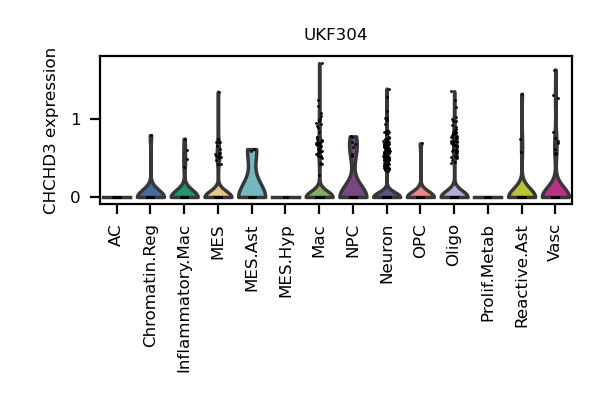 UKF304
CHCHD3 expression
1
0
AC
Chromatin.Reg
Inflammatory.Mac
MES
MES.Ast
MES.Hyp
Mac
NPC
Neuron
OPC
Oligo
Prolif.Metab
Reactive.Ast
Vasc